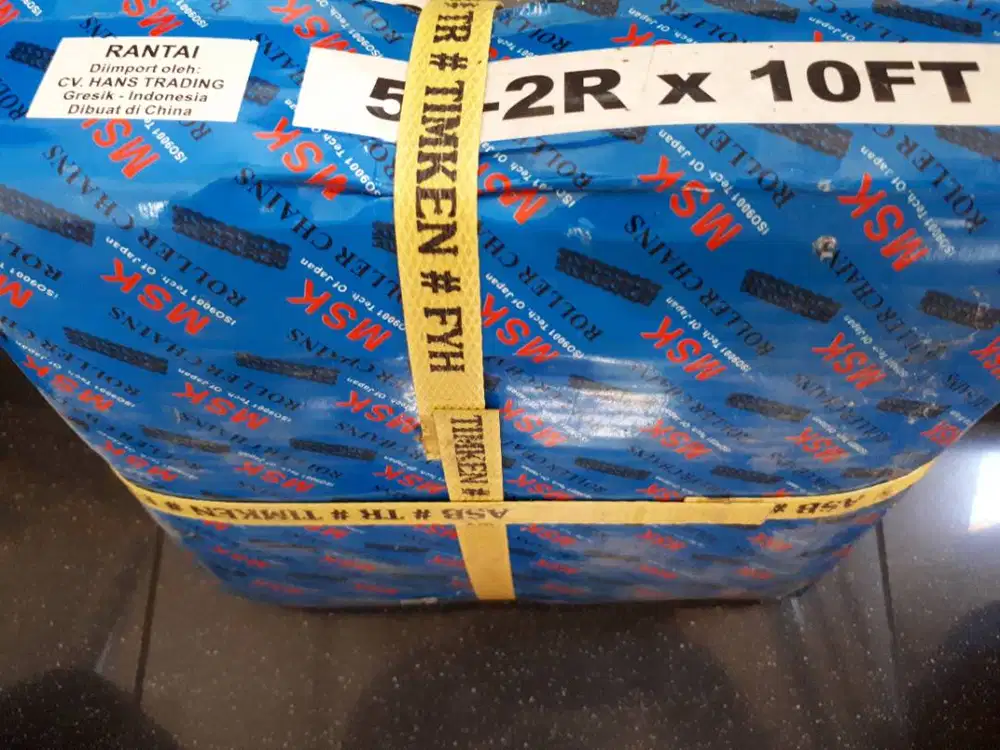 RANTAI
Diimport oleh:
CV. HANS TRADING
Gresik - Indonesia
Dibuat di China
-2R x 10FT
TR # TIMKEN # FYH
TIMKEN #
ASB # TR # TIMKEN #
# ASB
MSK
ROLLER CHAINS
ISO9001 Tech. Of Japan